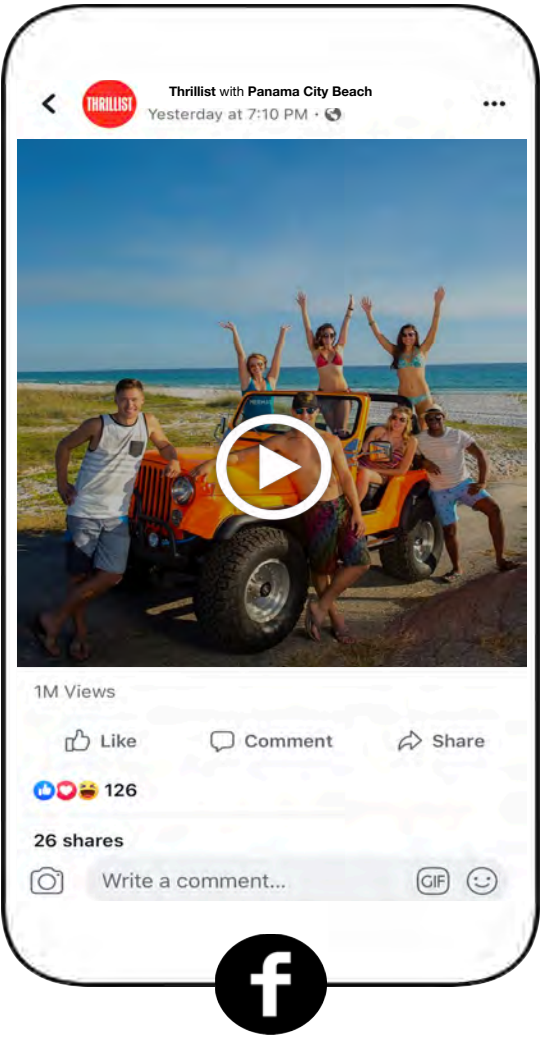 THRILLIST
Thrillist with Panama City Beach
Yesterday at 7:10 PM ·
1M Views
Like Comment Share
126
26 shares
Write a comment... GIF
f